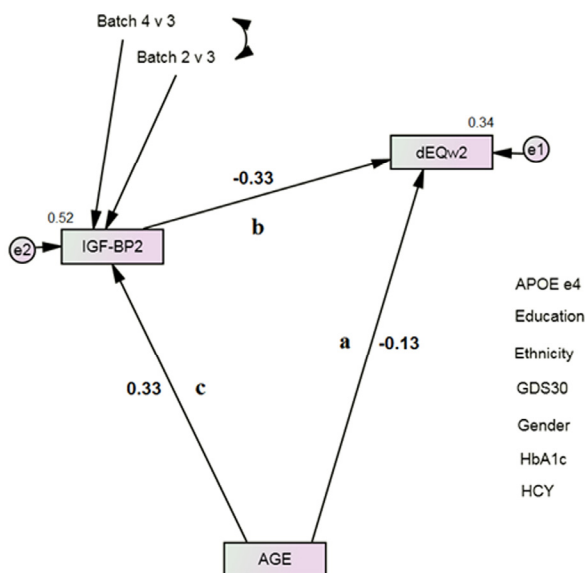 Batch 4 v 3
Batch 2 v 3
0.34
dEQw2
e1
-0.33
0.52
b
e2
IGF-BP2
APOE e4
Education
a
-0.13
Ethnicity
0.33
c
GDS30
Gender
HbA1c
HCY
AGE